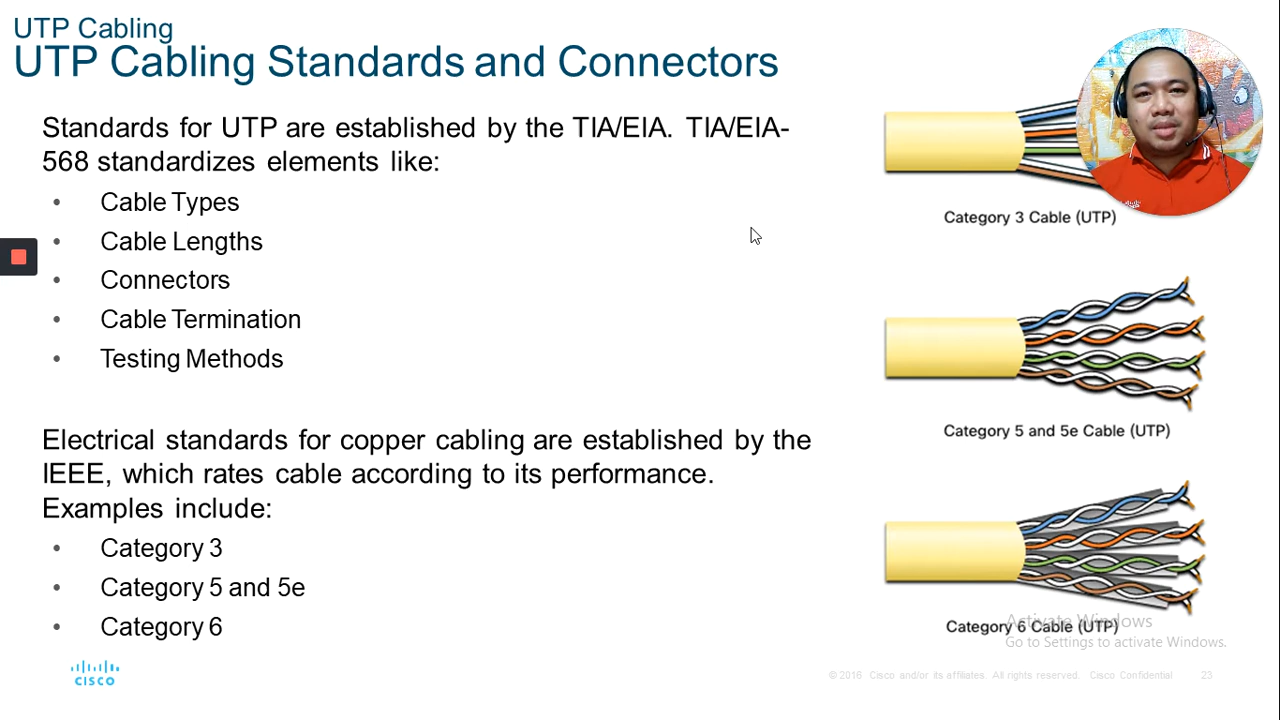 UTP Cabling
UTP Cabling Standards and Connectors
Standards for UTP are established by the TIA/EIA. TIA/EIA-
568 standardizes elements like:
• Cable Types
• Cable Lengths
• Connectors
• Cable Termination
• Testing Methods
Electrical standards for copper cabling are established by the
IEEE, which rates cable according to its performance.
Examples include:
• Category 3
• Category 5 and 5e
• Category 6
Category 3 Cable (UTP)
Category 5 and 5e Cable (UTP)
Category 6 Cable (UTP)
Activate Windows
Go to Settings to activate Windows.
CISCO
© 2016 Cisco and/or its affiliates. All rights reserved. Cisco Confidential 23